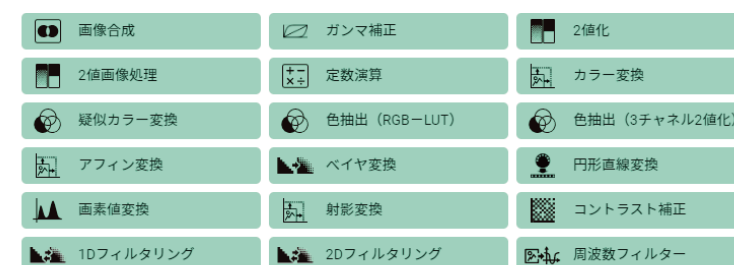 画像合成
ガンマ補正
2値化
2値画像処理
定数演算
カラー変換
疑似カラー変換
色抽出（RGB－LUT）
色抽出（3チャネル2値化）
アフィン変換
ベイヤ変換
円形直線変換
画素値変換
射影変換
コントラスト補正
1Dフィルタリング
2Dフィルタリング
周波数フィルター